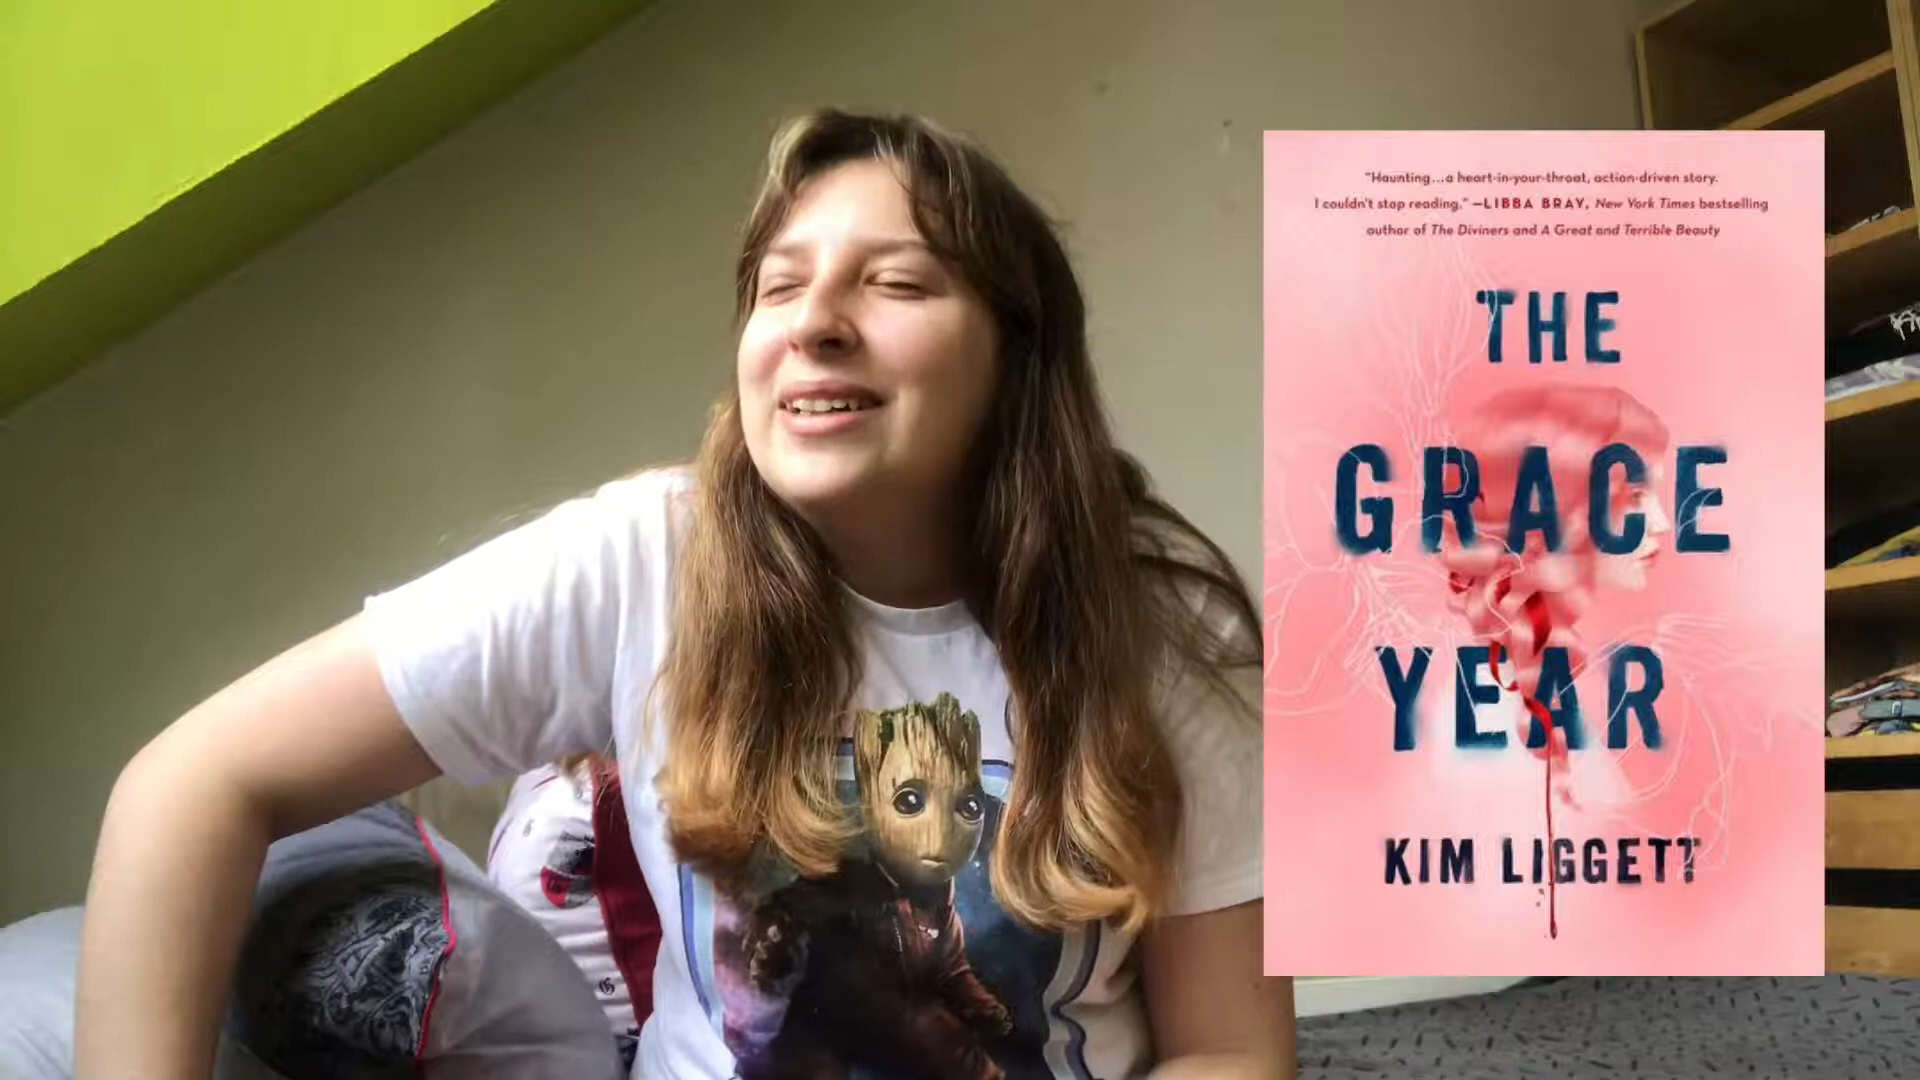 "Haunting...a heart-in-your-throat, action-driven story.
I couldn't stop reading." —LIBBA BRAY, New York Times bestselling
author of The Diviners and A Great and Terrible Beauty
THE
GRACE
YEAR
KIM LIGGETT